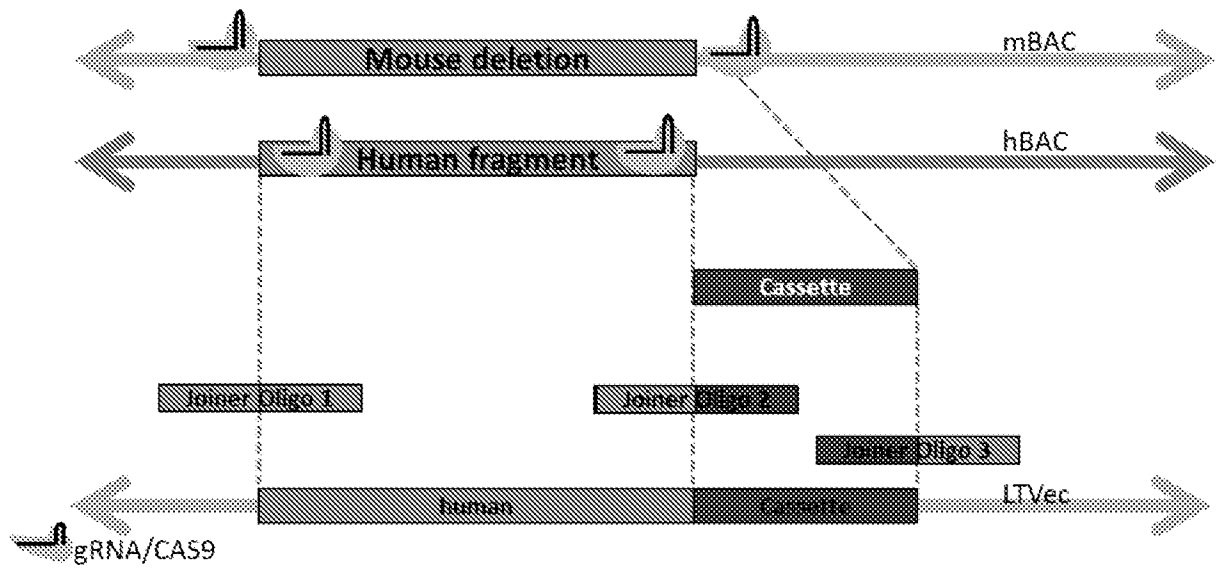 mBAC
Mouse deletion
hBAC
Human fragment
Cassette
Joiner Oligo 1
Joiner Oligo 2
Joiner Oligo 3
LTVec
human
Cassette
gRNA/CAS9